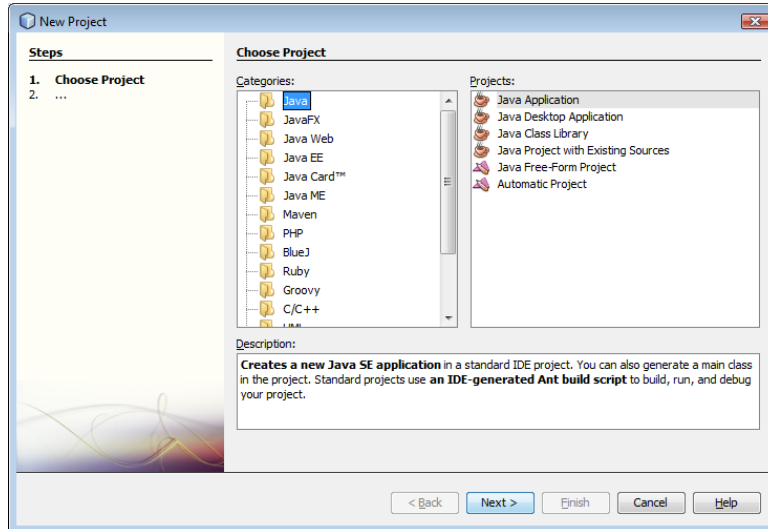 New Project
Steps
1. Choose Project
2. ...
Choose Project
Categories:
Java
JavaFX
Java Web
Java EE
Java Card™
Java ME
Maven
PHP
BlueJ
Ruby
Groovy
C/C++
Projects:
Java Application
Java Desktop Application
Java Class Library
Java Project with Existing Sources
Java Free-Form Project
Automatic Project
Description:
Creates a new Java SE application in a standard IDE project. You can also generate a main class
in the project. Standard projects use an IDE-generated Ant build script to build, run, and debug
your project.
< Back
Next >
Finish
Cancel
Help